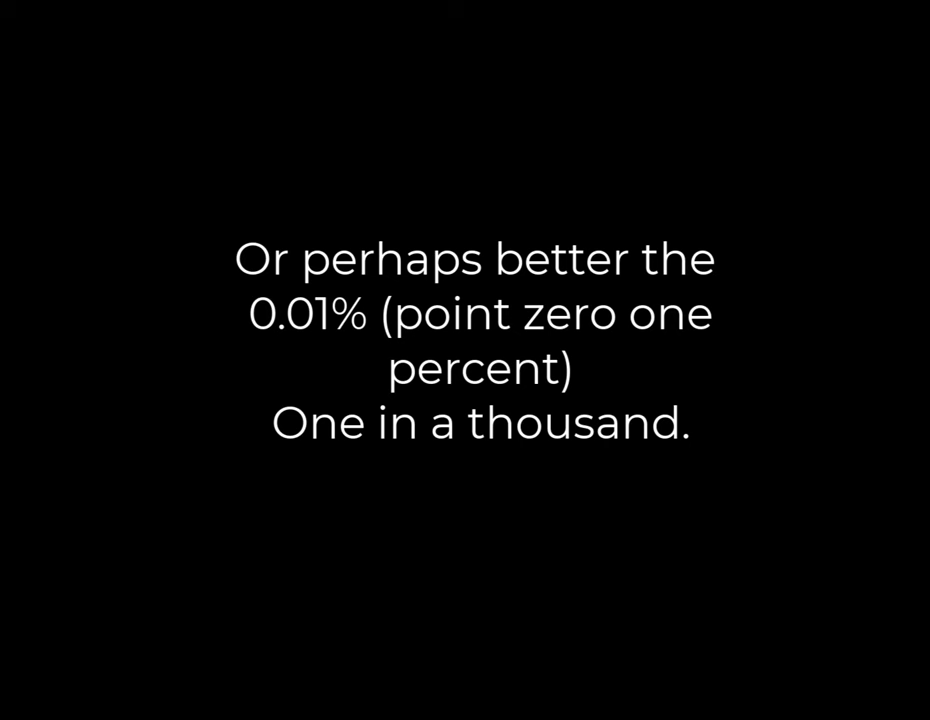 Or perhaps better the
0.01% (point zero one
percent)
One in a thousand.